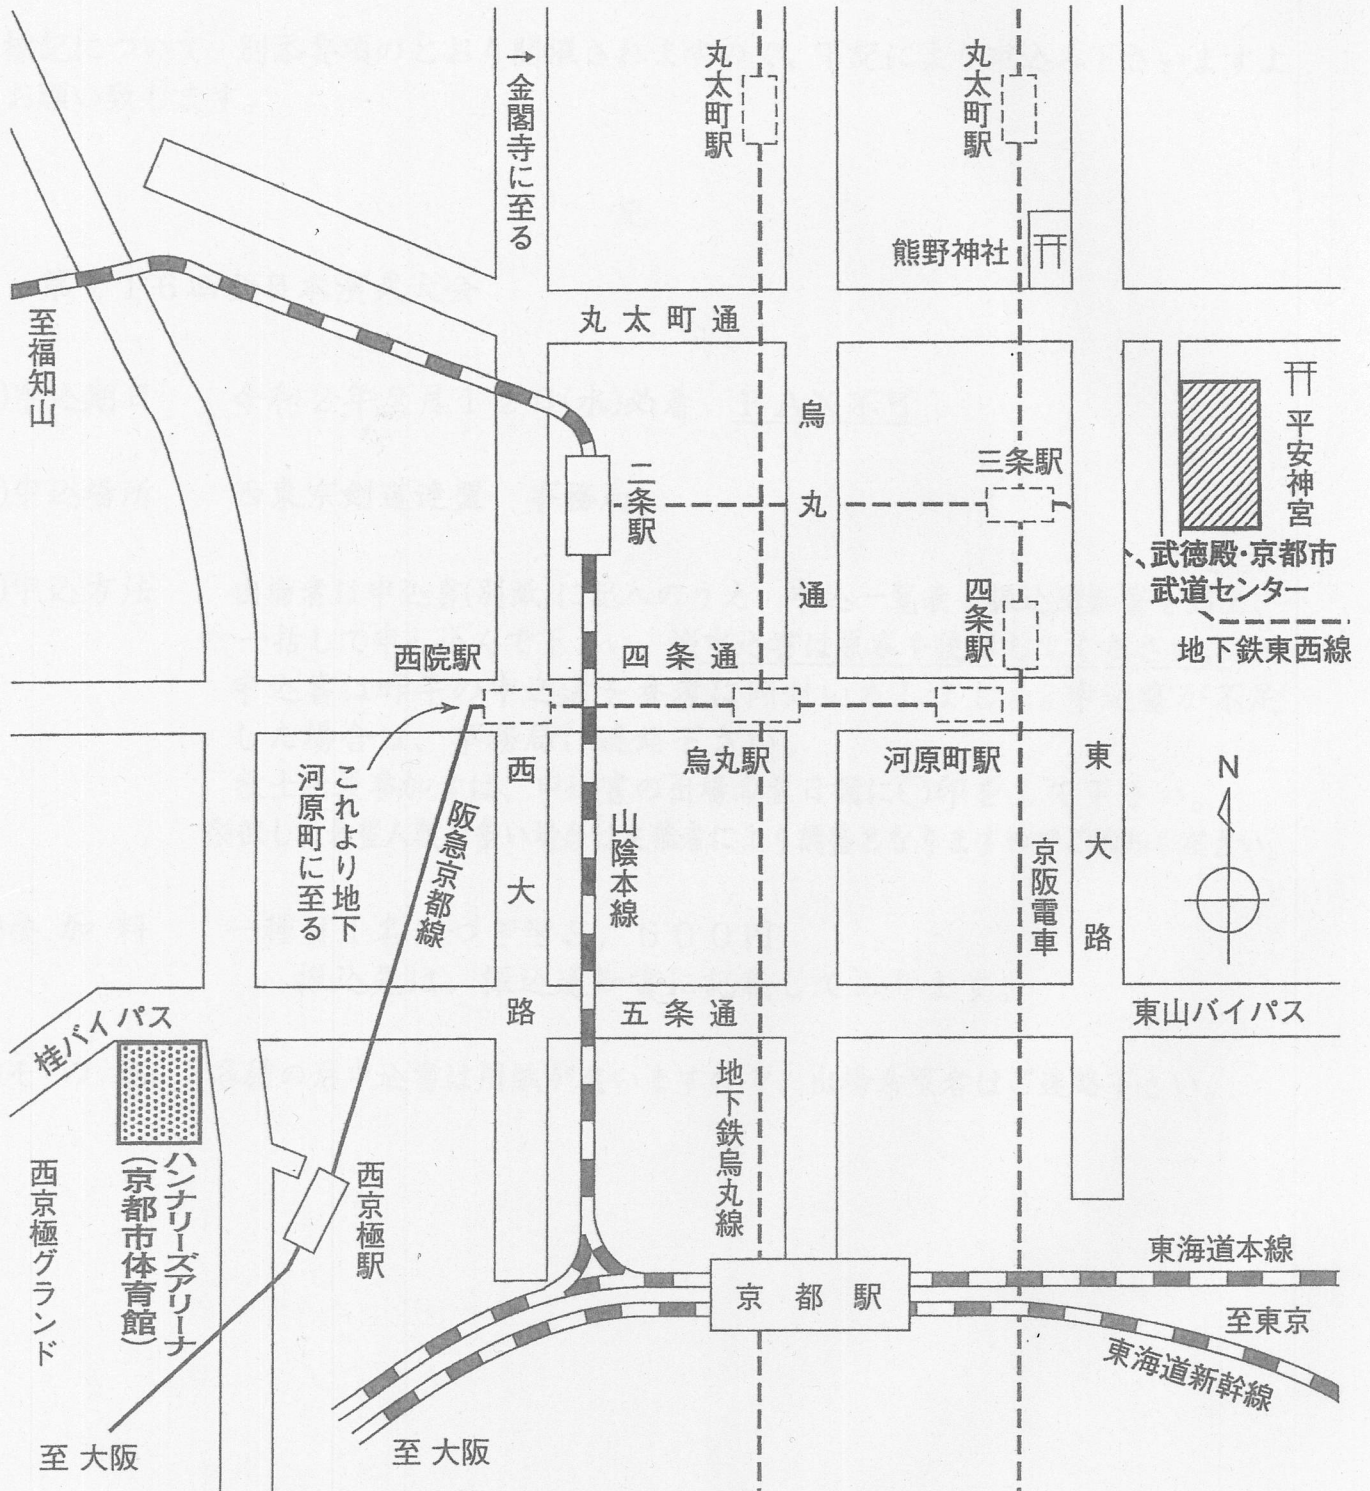 →金閣寺に至る
丸太町駅
丸太町駅
熊野神社
丸太町通
至福知山
烏丸通
平安神宮
二条駅
三条駅
武徳殿・京都市
武道センター
地下鉄東西線
四条駅
西院駅
四条通
烏丸駅
河原町駅
これより地下
河原町に至る
阪急京都線
西大路
山陰本線
京阪電車
東大路
N
桂バイパス
五条通
東山バイパス
地下鉄烏丸線
西京極グランド
ハンナリーズアリーナ
(京都市体育館)
西京極駅
京都駅
東海道本線
至東京
東海道新幹線
至 大阪
至 大阪